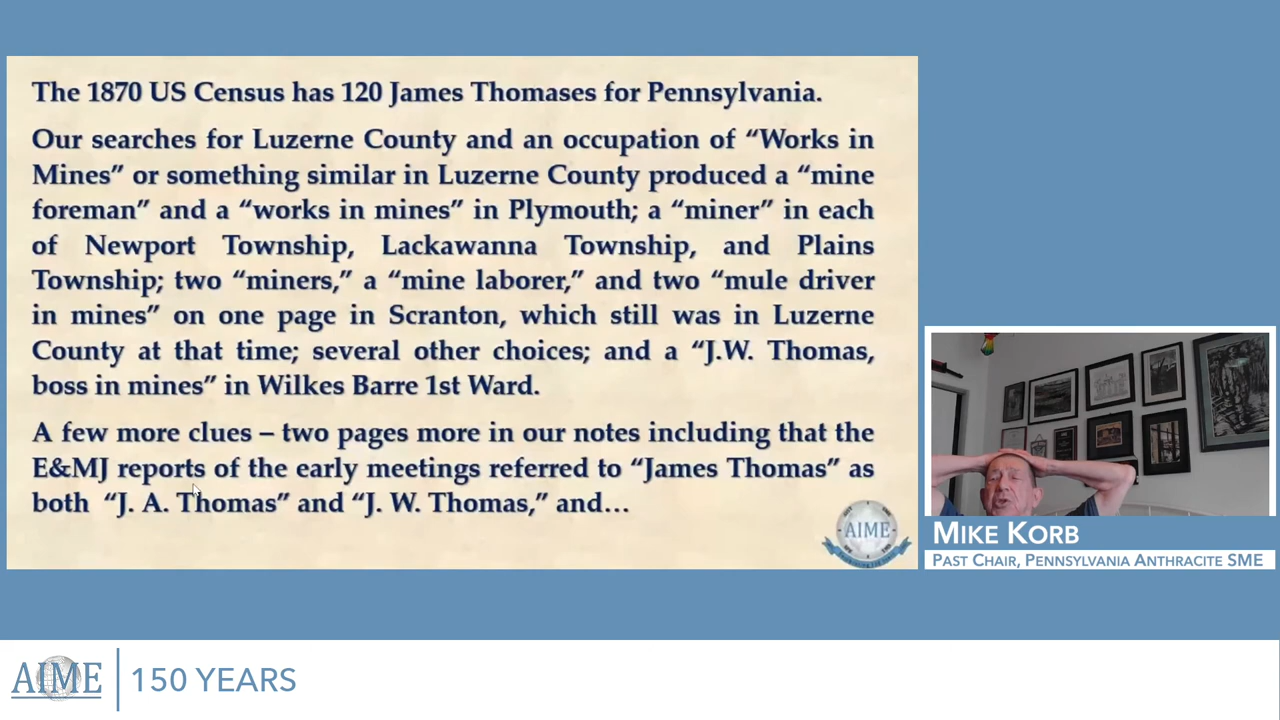 The 1870 US Census has 120 James Thomases for Pennsylvania.
Our searches for Luzerne County and an occupation of “Works in
Mines” or something similar in Luzerne County produced a “mine
foreman” and a “works in mines” in Plymouth; a “miner” in each
of Newport Township, Lackawanna Township, and Plains
Township; two “miners,” a “mine laborer,” and two “mule driver
in mines” on one page in Scranton, which still was in Luzerne
County at that time; several other choices; and a “J.W. Thomas,
boss in mines” in Wilkes Barre 1st Ward.
A few more clues – two pages more in our notes including that the
E&MJ reports of the early meetings referred to “James Thomas” as
both “J. A. Thomas” and “J. W. Thomas,” and…
AIME
MIKE KORB
PAST CHAIR, PENNSYLVANIA ANTHRACITE SME
AIME
150 YEARS